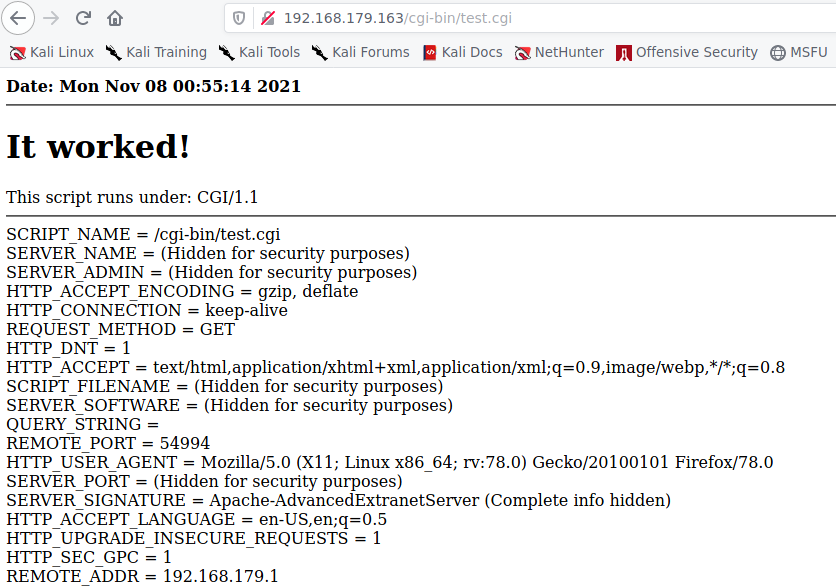 192.168.179.163/cgi-bin/test.cgi
Kali Linux Kali Training Kali Tools Kali Forums Kali Docs NetHunter Offensive Security MSFU
Date: Mon Nov 08 00:55:14 2021
It worked!
This script runs under: CGI/1.1
SCRIPT_NAME = /cgi-bin/test.cgi
SERVER_NAME = (Hidden for security purposes)
SERVER_ADMIN = (Hidden for security purposes)
HTTP_ACCEPT_ENCODING = gzip, deflate
HTTP_CONNECTION = keep-alive
REQUEST_METHOD = GET
HTTP_DNT = 1
HTTP_ACCEPT = text/html,application/xhtml+xml,application/xml;q=0.9,image/webp,*/*;q=0.8
SCRIPT_FILENAME = (Hidden for security purposes)
SERVER_SOFTWARE = (Hidden for security purposes)
QUERY_STRING =
REMOTE_PORT = 54994
HTTP_USER_AGENT = Mozilla/5.0 (X11; Linux x86_64; rv:78.0) Gecko/20100101 Firefox/78.0
SERVER_PORT = (Hidden for security purposes)
SERVER_SIGNATURE = Apache-AdvancedExtranetServer (Complete info hidden)
HTTP_ACCEPT_LANGUAGE = en-US,en;q=0.5
HTTP_UPGRADE_INSECURE_REQUESTS = 1
HTTP_SEC_GPC = 1
REMOTE_ADDR = 192.168.179.1